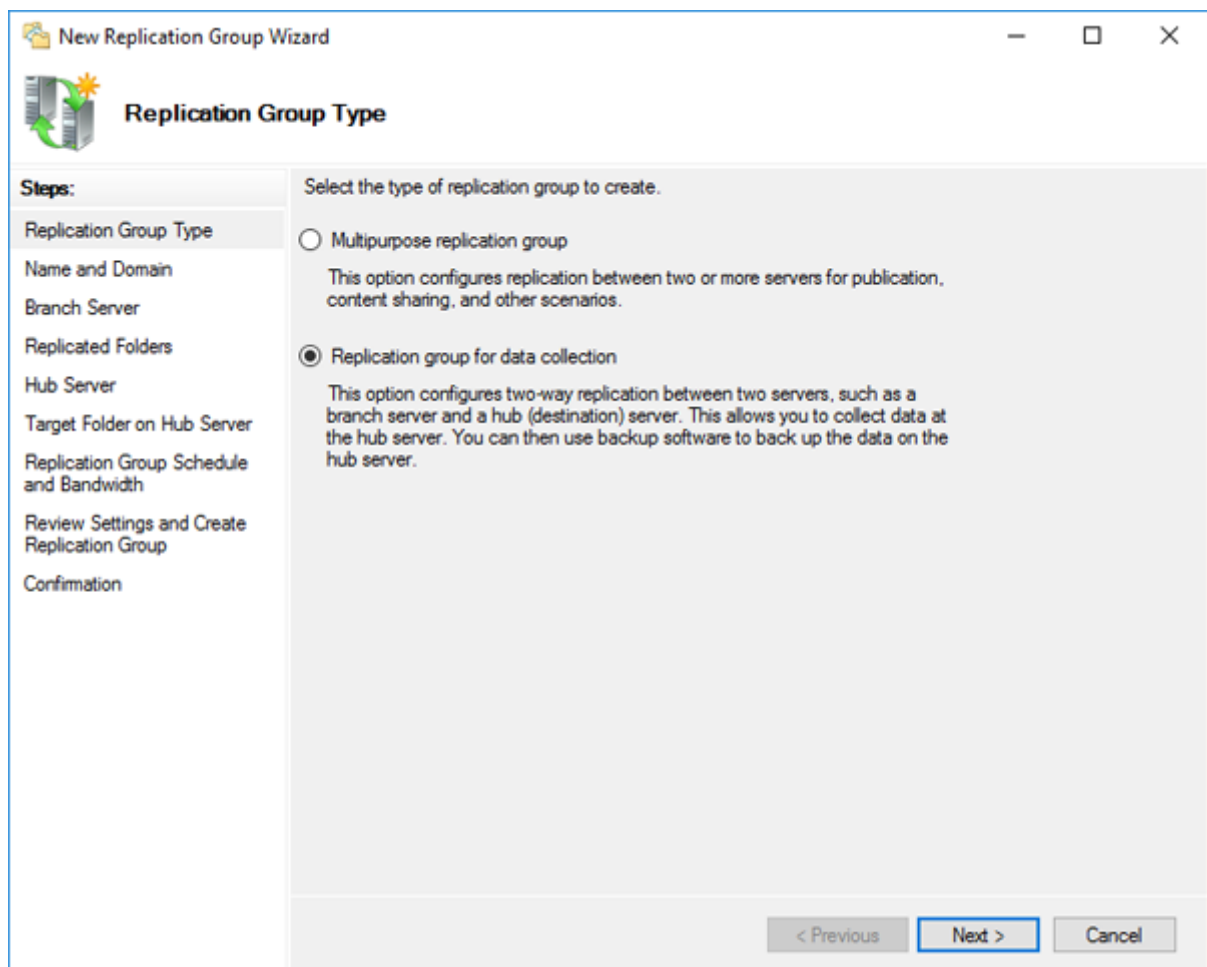 New Replication Group Wizard
Replication Group Type
Steps:
Replication Group Type
Name and Domain
Branch Server
Replicated Folders
Hub Server
Target Folder on Hub Server
Replication Group Schedule
and Bandwidth
Review Settings and Create
Replication Group
Confirmation
Select the type of replication group to create.
Multipurpose replication group
This option configures replication between two or more servers for publication,
content sharing, and other scenarios.
Replication group for data collection
This option configures two-way replication between two servers, such as a
branch server and a hub (destination) server. This allows you to collect data at
the hub server. You can then use backup software to back up the data on the
hub server.
< Previous
Next >
Cancel